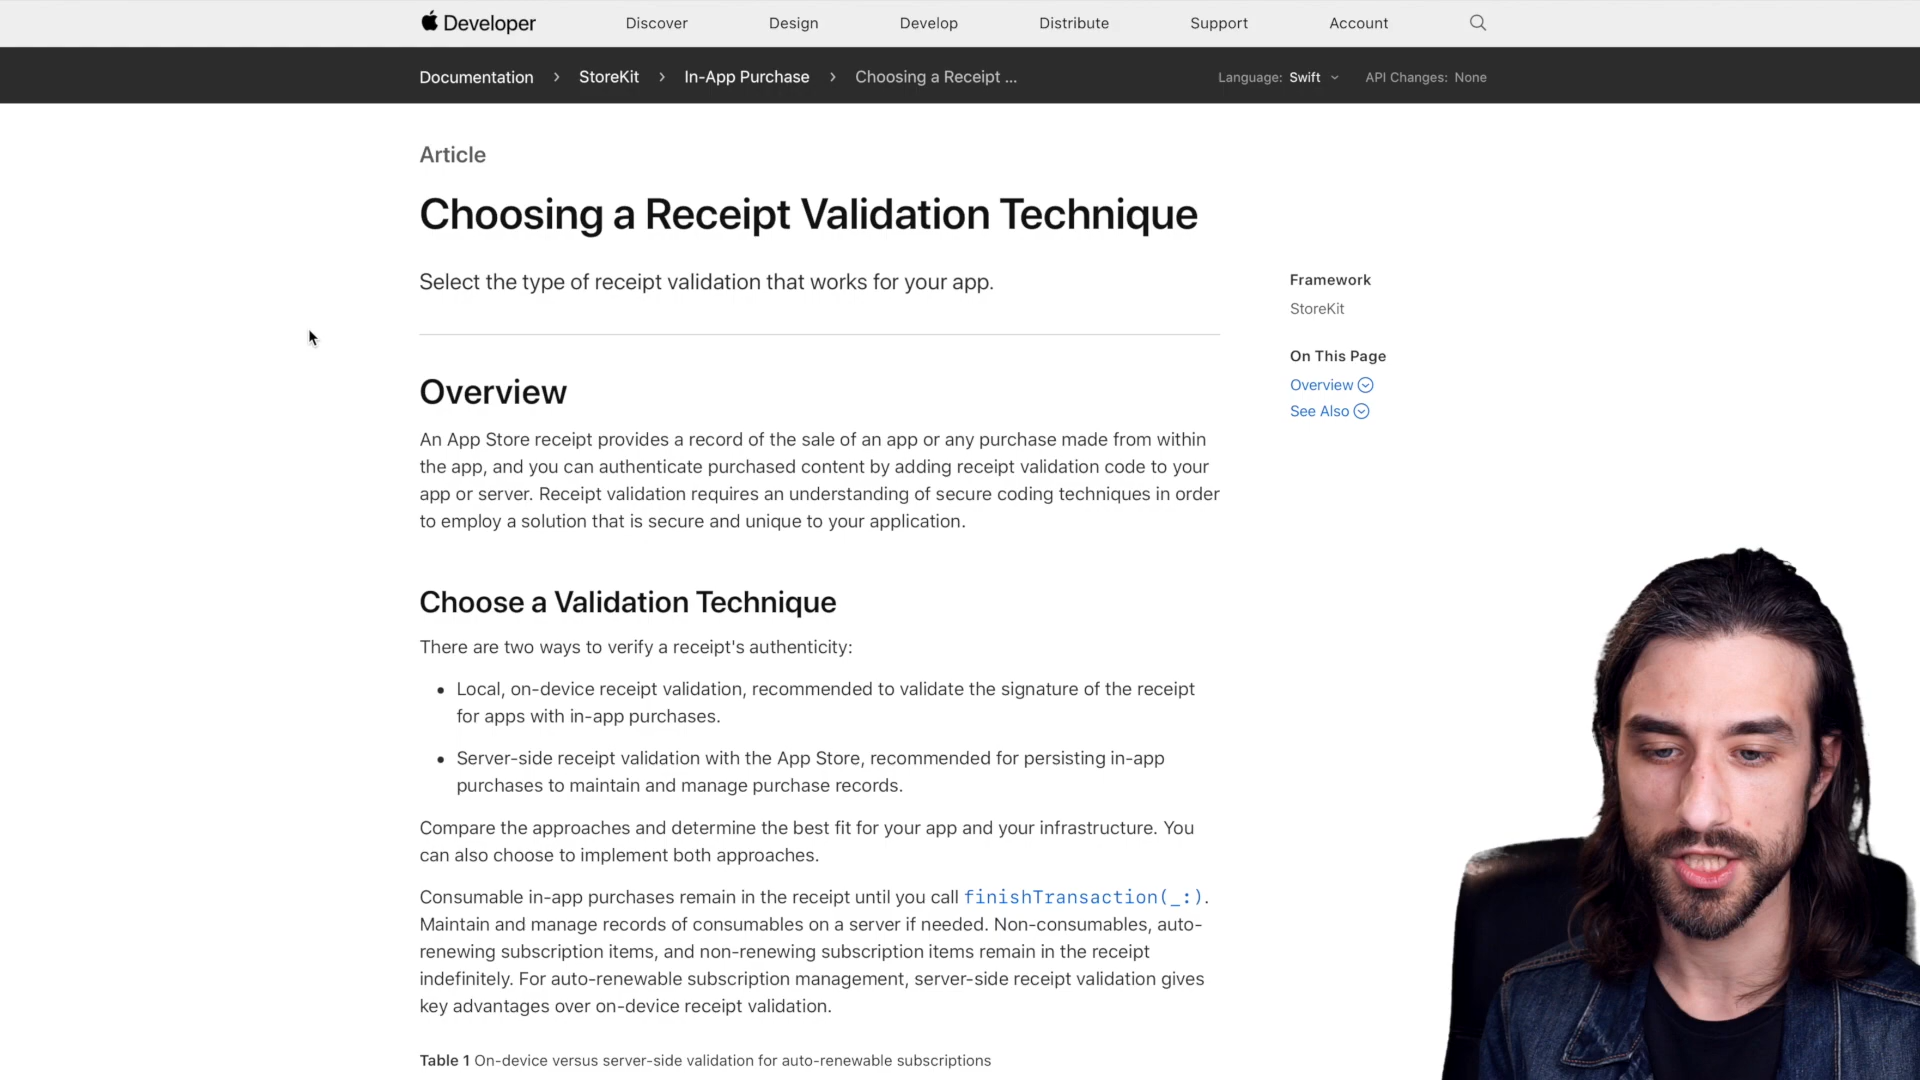 Developer
Discover
Design
Develop
Distribute
Support
Account
Documentation
StoreKit
In-App Purchase
Choosing a Receipt ...
Language: Swift
API Changes: None
Article
Choosing a Receipt Validation Technique
Select the type of receipt validation that works for your app.
Framework
StoreKit
On This Page
Overview
See Also
Overview
An App Store receipt provides a record of the sale of an app or any purchase made from within
the app, and you can authenticate purchased content by adding receipt validation code to your
app or server. Receipt validation requires an understanding of secure coding techniques in order
to employ a solution that is secure and unique to your application.
Choose a Validation Technique
There are two ways to verify a receipt's authenticity:
• Local, on-device receipt validation, recommended to validate the signature of the receipt
for apps with in-app purchases.
• Server-side receipt validation with the App Store, recommended for persisting in-app
purchases to maintain and manage purchase records.
Compare the approaches and determine the best fit for your app and your infrastructure. You
can also choose to implement both approaches.
Consumable in-app purchases remain in the receipt until you call finishTransaction(_:).
Maintain and manage records of consumables on a server if needed. Non-consumables, auto-
renewing subscription items, and non-renewing subscription items remain in the receipt
indefinitely. For auto-renewable subscription management, server-side receipt validation gives
key advantages over on-device receipt validation.
Table 1 On-device versus server-side validation for auto-renewable subscriptions